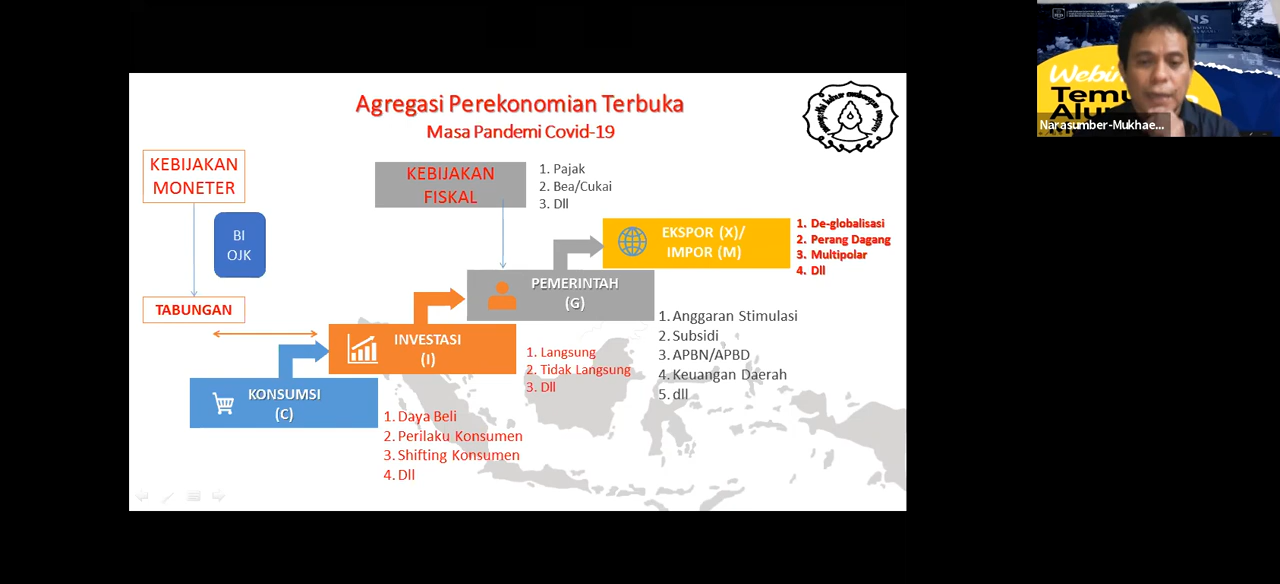 Agregasi Perekonomian Terbuka
Masa Pandemi Covid-19
KEBIJAKAN
MONETER
BI
OJK
TABUNGAN
KEBIJAKAN
FISKAL
1. Pajak
2. Bea/Cukai
3. Dll
EKSPOR (X)/
IMPOR (M)
1. De-globalisasi
2. Perang Dagang
3. Multipolar
4. Dll
PEMERINTAH
(G)
1. Anggaran Stimulasi
2. Subsidi
3. APBN/APBD
4. Keuangan Daerah
5. dll
INVESTASI
(I)
1. Langsung
2. Tidak Langsung
3. Dll
KONSUMSI
(C)
1. Daya Beli
2. Perilaku Konsumen
3. Shifting Konsumen
4. Dll
Webin
Temu
Alu
Narasumber-Mukhae...